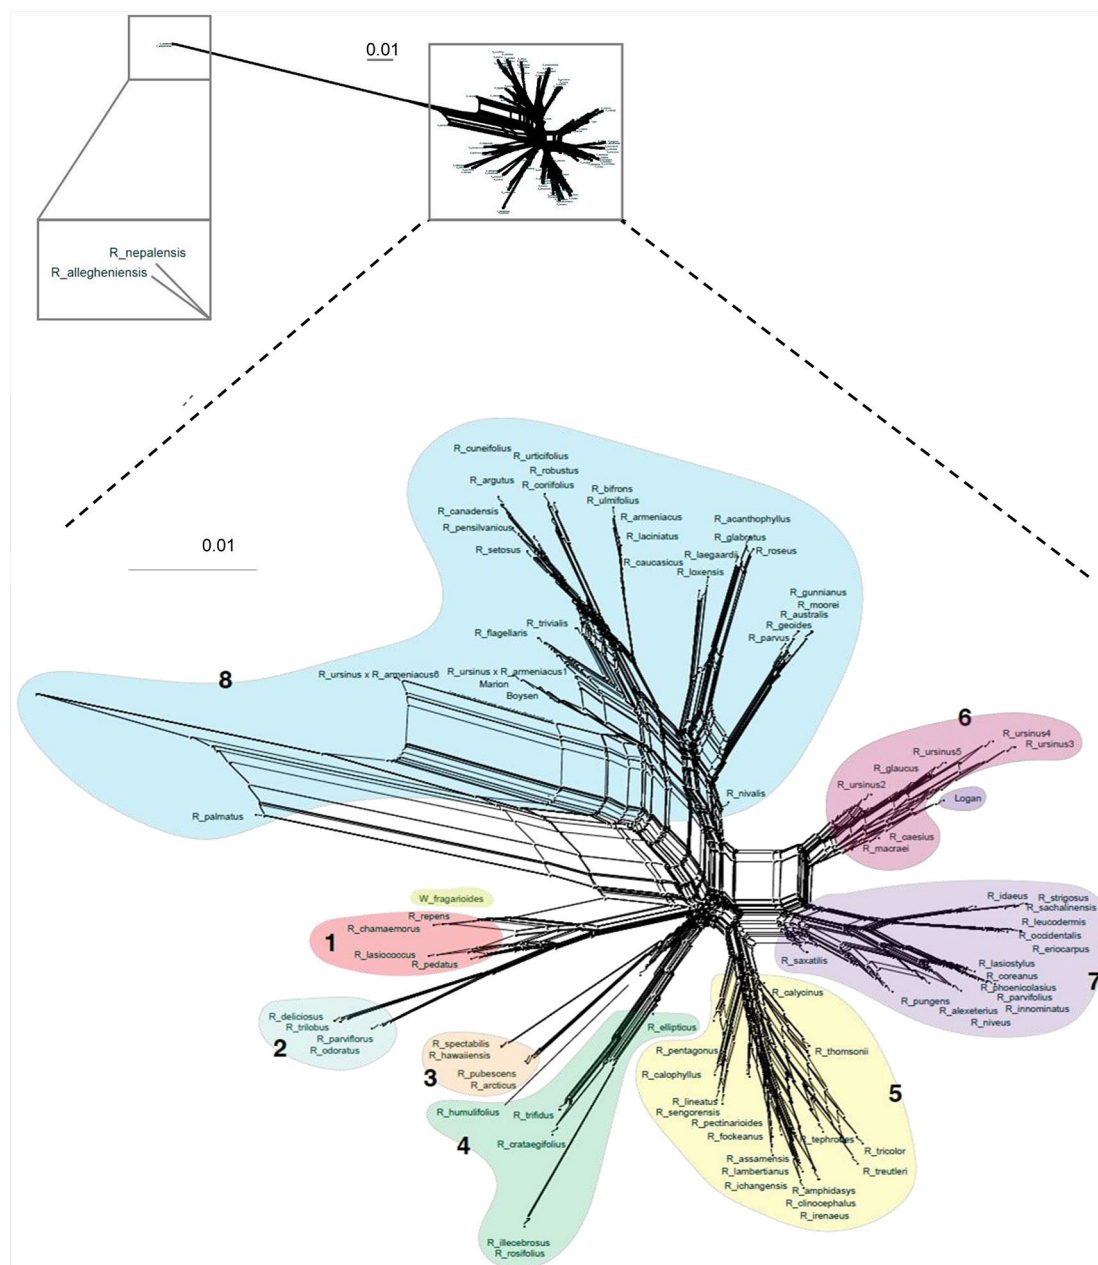 0.01
R_nepalensis
R_allegheniensis
0.01
R_cuneifolius
R_urticifolius
R_robustus
R_argutus
R_coriifolius
R_bifrons
R_ulmifolius
R_canadensis
R_armeniacus
R_acanthophyllus
R_pensilvanicus
R_laciniatus
R_glabratus
R_setosus
R_laegaardii
R_roseus
R_caucasicus
R_loxensis
R_gunnianus
R_moorei
R_australis
R_geoides
R_parvus
R_trivialis
R_flagellaris
8
R_ursinus x R_armeniacus6
R_ursinus x R_armeniacus1
Marion
Boysen
R_nivalis
R_palmatus
6
R_ursinus4
R_ursinus3
R_ursinus5
R_glaucus
R_ursinus2
Logan
R_caesius
R_macraei
W_fragarioides
R_repens
R_chamaemorus
1
R_lasiococcus
R_pedatus
R_idaeus
R_strigosus
R_sachalinensis
R_leucodermis
R_occidentalis
R_eriocarpus
R_saxatilis
R_lasiostylus
R_coreanus
7
R_phoenicolasius
R_parvifolius
R_pungens
R_innominatus
R_alexeterius
R_niveus
R_deliciosus
R_trilobus
R_parviflorus
R_odoratus
2
R_spectabilis
R_hawaiiensis
R_pubescens
R_arcticus
3
R_ellipticus
R_humulifolius
R_trifidus
4
R_crataegifolius
R_illecebrosus
R_rosifolius
R_calycinus
R_pentagonus
R_thomsonii
R_calophyllus
5
R_lineatus
R_sengorensis
R_pectinarioides
R_fockeanus
R_tephrodes
R_tricolor
R_assamensis
R_lambertianus
R_treutleri
R_ichangensis
R_amphidasys
R_clinocephalus
R_irenaeus